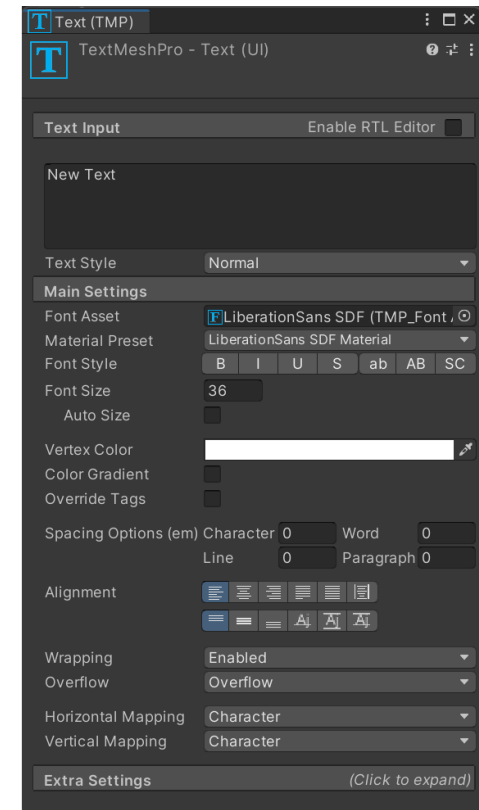 Text (TMP)
TextMeshPro - Text (UI)
Text Input Enable RTL Editor
New Text
Text Style Normal
Main Settings
Font Asset LiberationSans SDF (TMP_Font
Material Preset LiberationSans SDF Material
Font Style B I U S ab AB SC
Font Size 36
Auto Size
Vertex Color
Color Gradient
Override Tags
Spacing Options (em) Character 0 Word 0
Line 0 Paragraph 0
Alignment
Wrapping Enabled
Overflow Overflow
Horizontal Mapping Character
Vertical Mapping Character
Extra Settings (Click to expand)